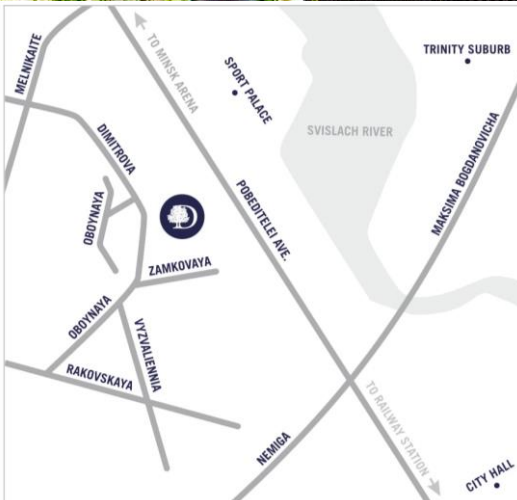 MELNIKAITE
TO MINSK ARENA
SPORT PALACE
TRINITY SUBURB
DIMITROVA
SVISLACH RIVER
MAKSIMA BOGDANOVICHA
OBOYNAYA
POBEDITELEI AVE.
D
ZAMKOVAYA
OBOYNAYA
VYZVALIENNIA
RAKOVSKAYA
TO RAILWAY STATION
NEMIGA
CITY HALL